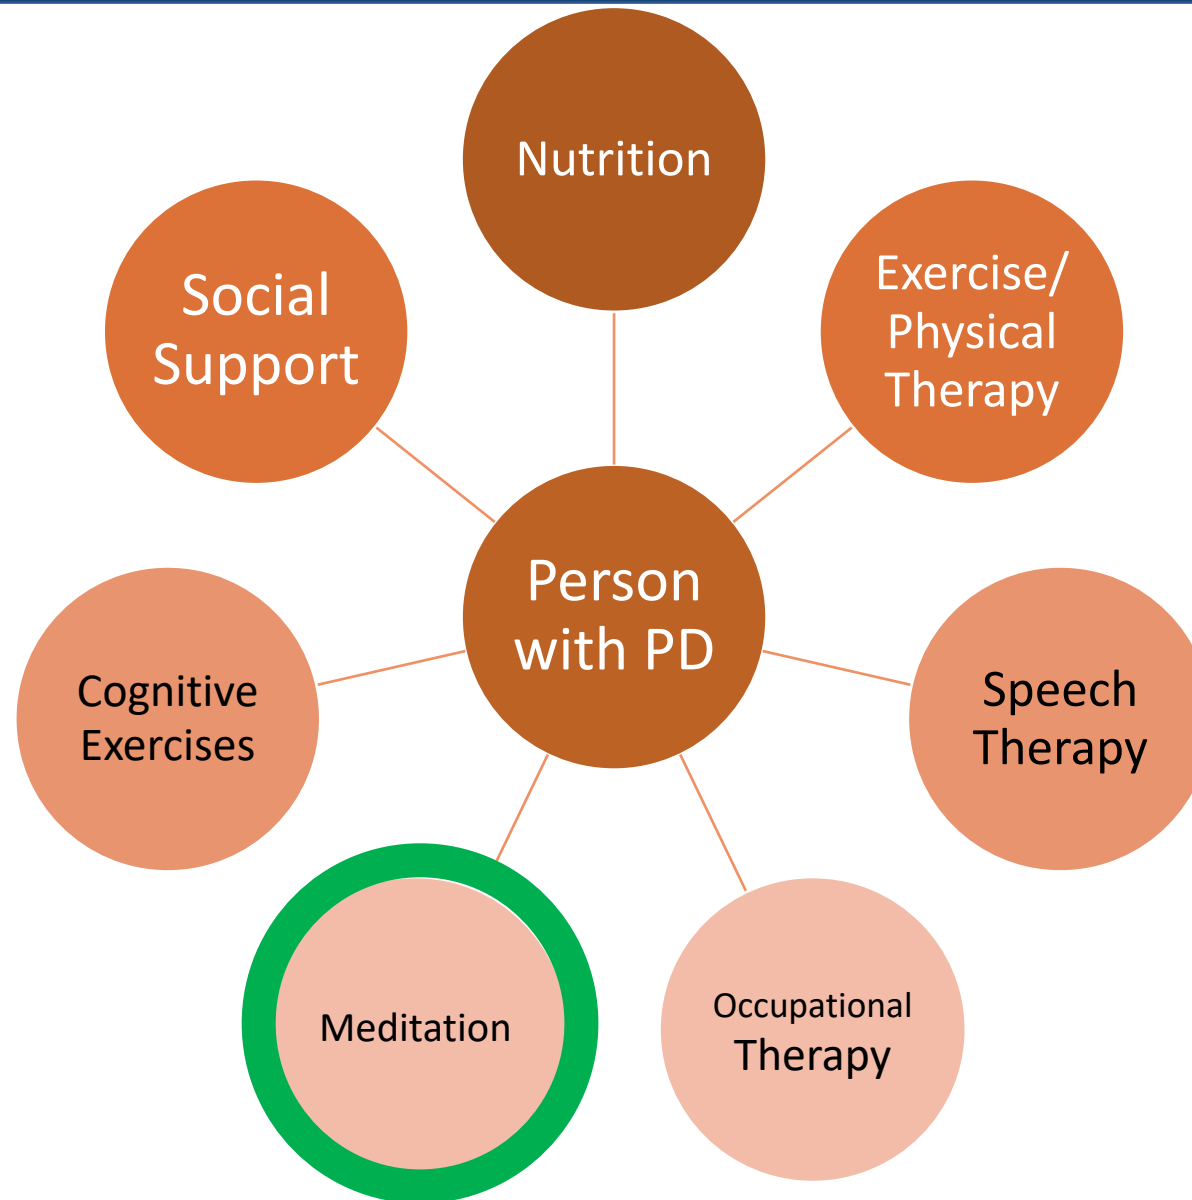 Nutrition
Exercise/
Physical
Therapy
Social
Support
Person
with PD
Speech
Therapy
Cognitive
Exercises
Occupational
Therapy
Meditation